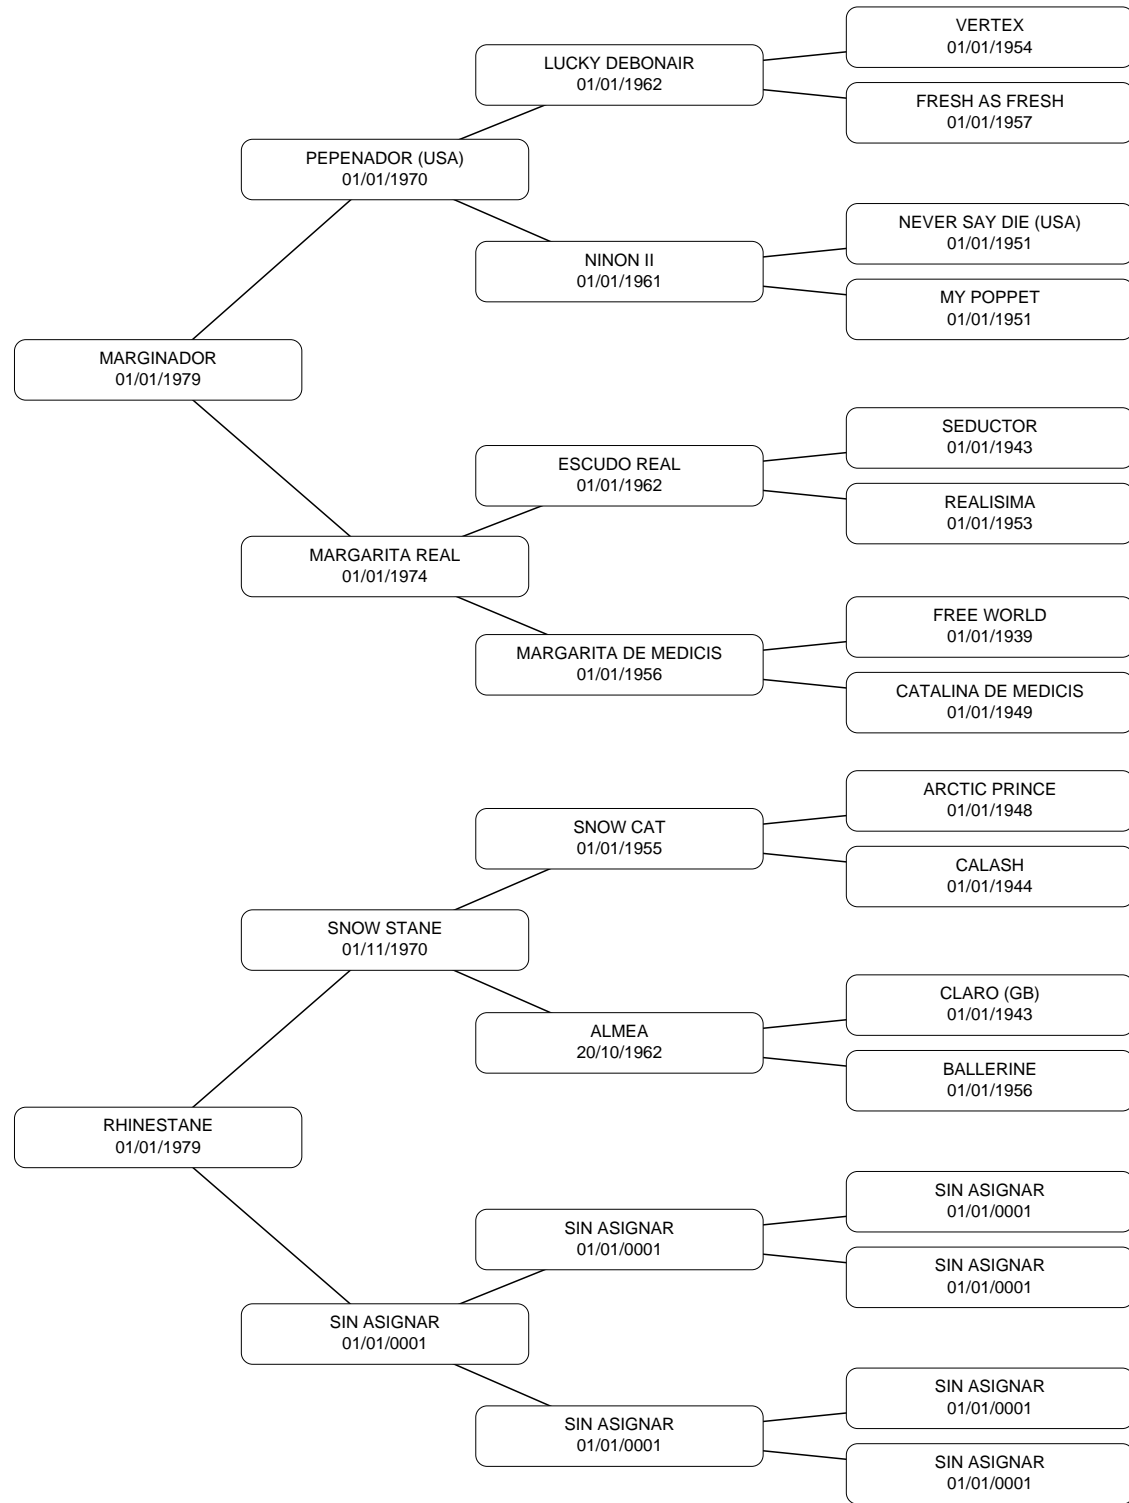 VERTEX
01/01/1954
LUCKY DEBONAIR
01/01/1962
FRESH AS FRESH
01/01/1957
PEPENADOR (USA)
01/01/1970
NEVER SAY DIE (USA)
01/01/1951
NINON II
01/01/1961
MY POPPET
01/01/1951
MARGINADOR
01/01/1979
SEDUCTOR
01/01/1943
ESCUDO REAL
01/01/1962
REALISIMA
01/01/1953
MARGARITA REAL
01/01/1974
FREE WORLD
01/01/1939
MARGARITA DE MEDICIS
01/01/1956
CATALINA DE MEDICIS
01/01/1949
ARCTIC PRINCE
01/01/1948
SNOW CAT
01/01/1955
CALASH
01/01/1944
SNOW STANE
01/11/1970
CLARO (GB)
01/01/1943
ALMEA
20/10/1962
BALLERINE
01/01/1956
RHINESTANE
01/01/1979
SIN ASIGNAR
01/01/0001
SIN ASIGNAR
01/01/0001
SIN ASIGNAR
01/01/0001
SIN ASIGNAR
01/01/0001
SIN ASIGNAR
01/01/0001
SIN ASIGNAR
01/01/0001
SIN ASIGNAR
01/01/0001